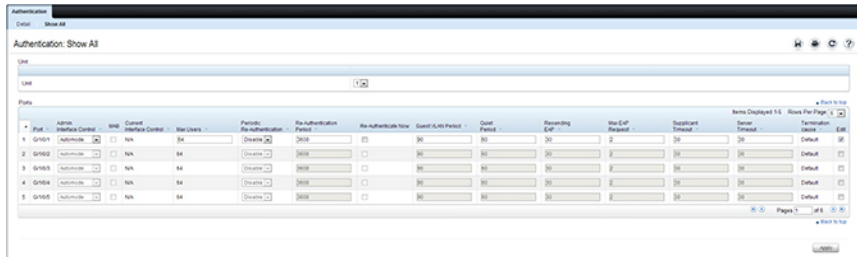 Authentication
Detail Show All
Authentication: Show All
Unit
Unit 1
Ports
Back to top
Items Displayed 1-5 Rows Per Page 5
Port Admin Interface Control MAB Current Interface Control Max Users Periodic Re-Authentication Re-Authentication Period Re-Authenticate Now Guest VLAN Period Quiet Period Resending EAP Max EAP Request Supplicant Timeout Server Timeout Termination cause Edit
1 Gi1/0/1 Automode N/A 64 Disable 3600 90 60 30 2 30 30 Default
2 Gi1/0/2 Automode N/A 64 Disable 3600 90 60 30 2 30 30 Default
3 Gi1/0/3 Automode N/A 64 Disable 3600 90 60 30 2 30 30 Default
4 Gi1/0/4 Automode N/A 64 Disable 3600 90 60 30 2 30 30 Default
5 Gi1/0/5 Automode N/A 64 Disable 3600 90 60 30 2 30 30 Default
Pages 1 of 6
Back to top
Apply